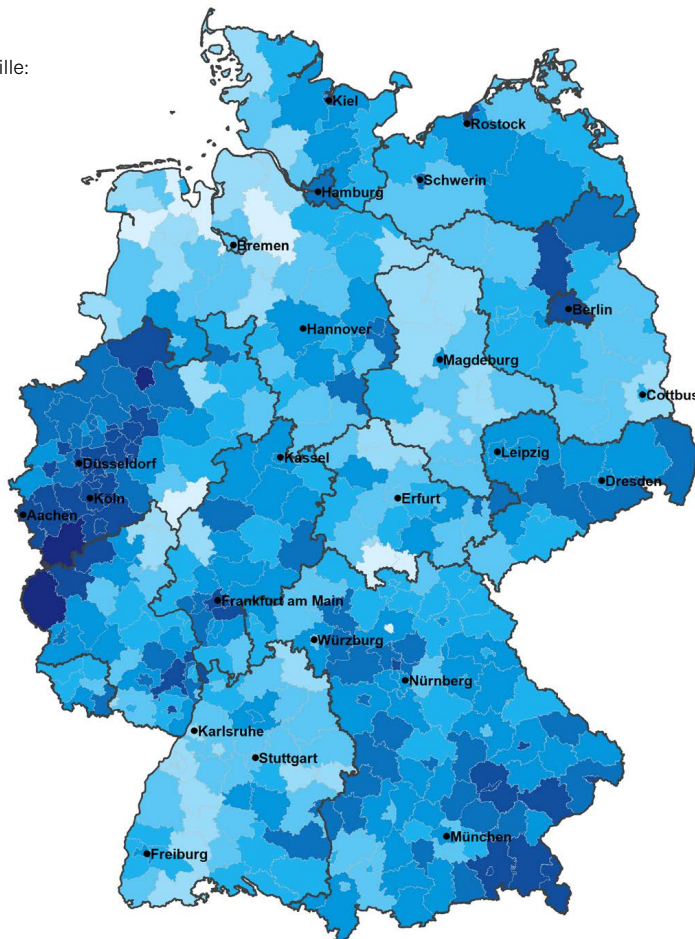 ille:
Kiel
Rostock
Schwerin
Hamburg
Bremen
Berlin
Hannover
Magdeburg
Cottbus
Kassel
Leipzig
Düsseldorf
Dresden
Köln
Erfurt
Aachen
Frankfurt am Main
Würzburg
Nürnberg
Karlsruhe
Stuttgart
München
Freiburg